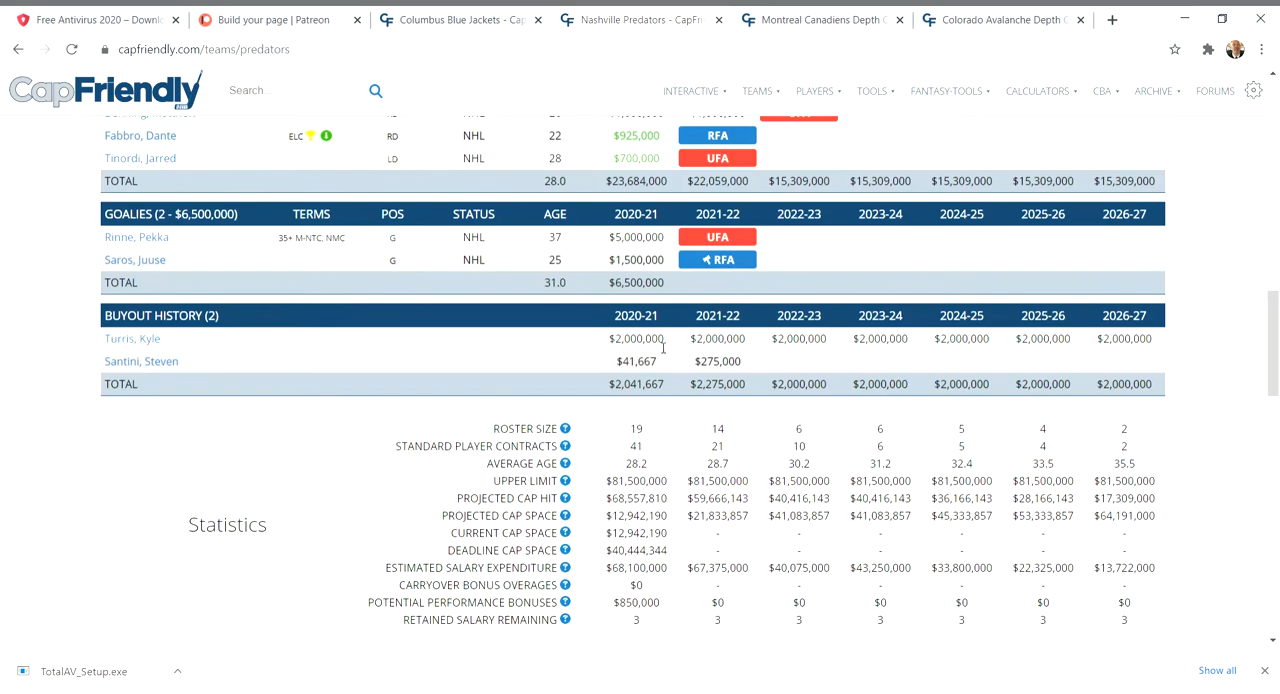 Free Antivirus 2020 – Downl
Build your page | Patreon
Columbus Blue Jackets - Cap
Nashville Predators - CapFri
Montreal Canadiens Depth C
Colorado Avalanche Depth C
capfriendly.com/teams/predators
CapFriendly
Search...
INTERACTIVE TEAMS PLAYERS TOOLS FANTASY-TOOLS CALCULATORS CBA ARCHIVE FORUMS
Fabbro, Dante ELC RD NHL 22 $925,000 RFA
Tinordi, Jarred LD NHL 28 $700,000 UFA
TOTAL 28.0 $23,684,000 $22,059,000 $15,309,000 $15,309,000 $15,309,000 $15,309,000 $15,309,000
GOALIES (2 - $6,500,000) TERMS POS STATUS AGE 2020-21 2021-22 2022-23 2023-24 2024-25 2025-26 2026-27
Rinne, Pekka 35+ M-NTC, NMC G NHL 37 $5,000,000 UFA
Saros, Juuse G NHL 25 $1,500,000 RFA
TOTAL 31.0 $6,500,000
BUYOUT HISTORY (2) 2020-21 2021-22 2022-23 2023-24 2024-25 2025-26 2026-27
Turris, Kyle $2,000,000 $2,000,000 $2,000,000 $2,000,000 $2,000,000 $2,000,000 $2,000,000
Santini, Steven $41,667 $275,000
TOTAL $2,041,667 $2,275,000 $2,000,000 $2,000,000 $2,000,000 $2,000,000 $2,000,000
ROSTER SIZE 19 14 6 6 5 4 2
STANDARD PLAYER CONTRACTS 41 21 10 6 5 4 2
AVERAGE AGE 28.2 28.7 30.2 31.2 32.4 33.5 35.5
UPPER LIMIT $81,500,000 $81,500,000 $81,500,000 $81,500,000 $81,500,000 $81,500,000 $81,500,000
PROJECTED CAP HIT $68,557,810 $59,666,143 $40,416,143 $40,416,143 $36,166,143 $28,166,143 $17,309,000
PROJECTED CAP SPACE $12,942,190 $21,833,857 $41,083,857 $41,083,857 $45,333,857 $53,333,857 $64,191,000
Statistics
CURRENT CAP SPACE $12,942,190 - - - - - -
DEADLINE CAP SPACE $40,444,344 - - - - - -
ESTIMATED SALARY EXPENDITURE $68,100,000 $67,375,000 $40,075,000 $43,250,000 $33,800,000 $22,325,000 $13,722,000
CARRYOVER BONUS OVERAGES $0 - - - - - -
POTENTIAL PERFORMANCE BONUSES $850,000 $0 $0 $0 $0 $0 $0
RETAINED SALARY REMAINING 3 3 3 3 3 3 3
TotalAV_Setup.exe
Show all